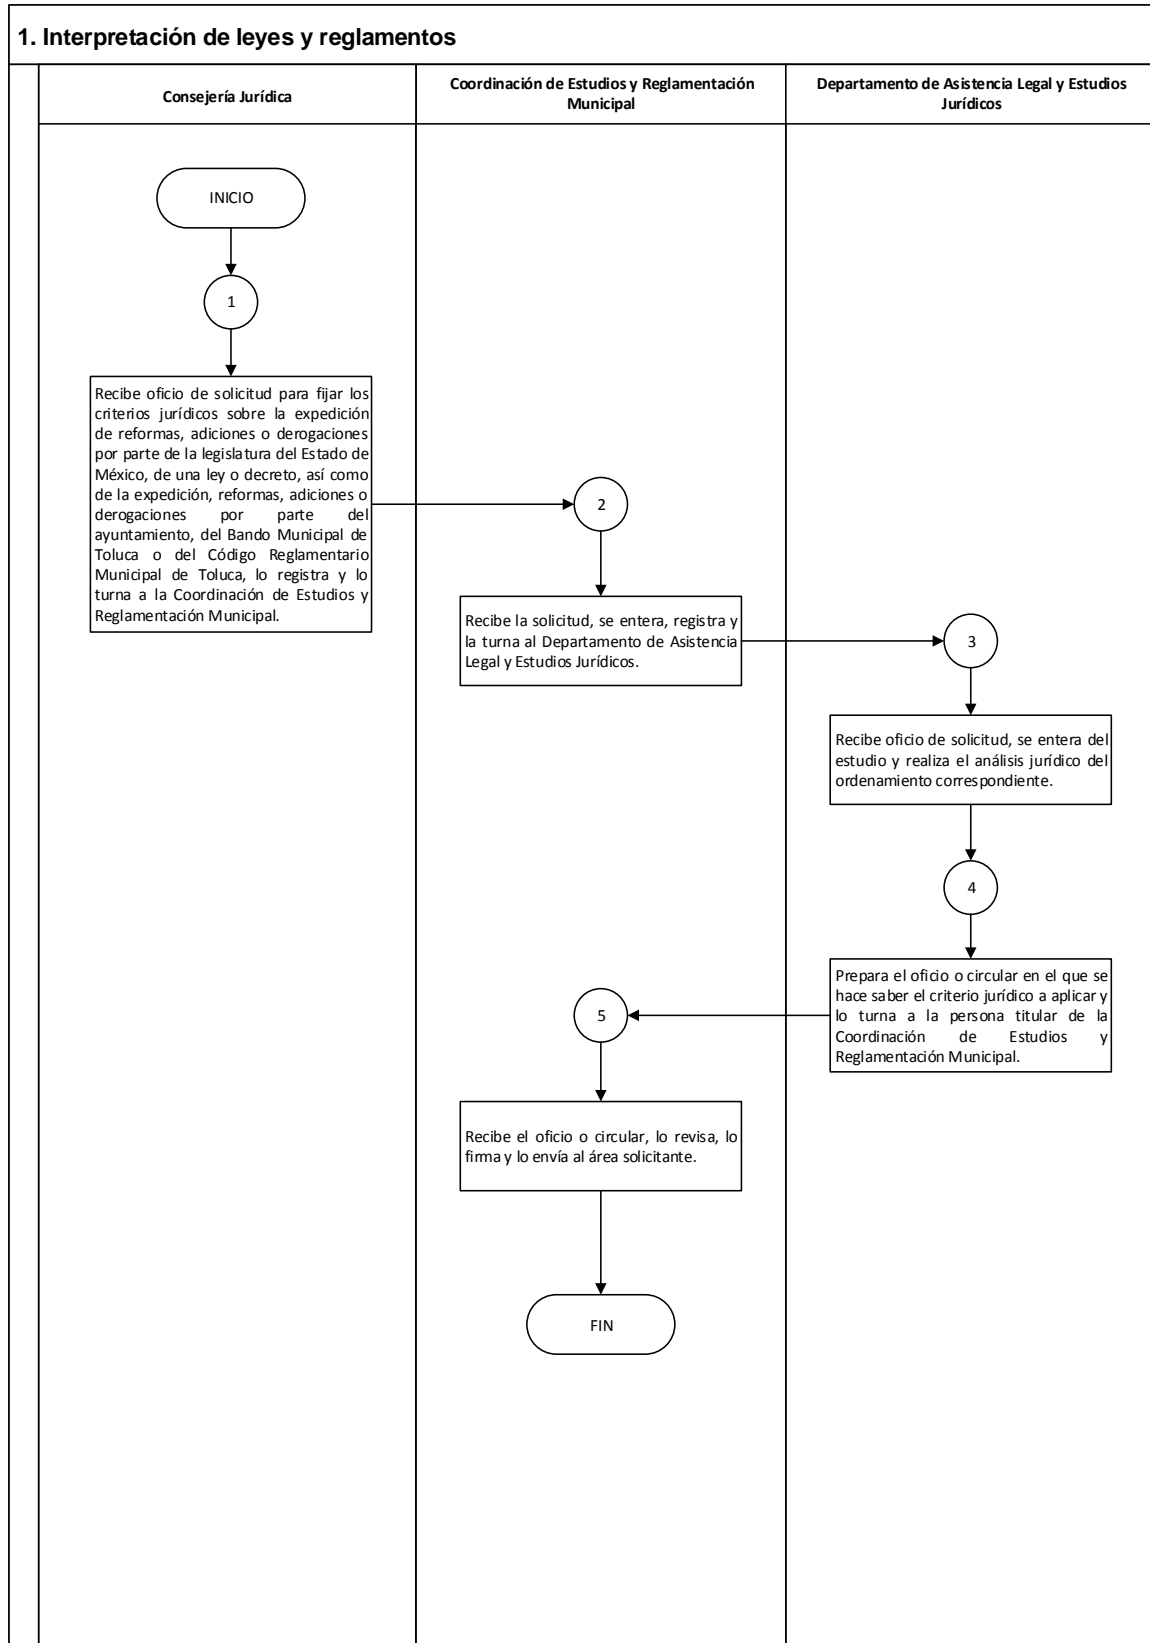 1. Interpretación de leyes y reglamentos
Consejería Jurídica
Coordinación de Estudios y Reglamentación
Municipal
Departamento de Asistencia Legal y Estudios
Jurídicos
INICIO
1
Recibe oficio de solicitud para fijar los
criterios jurídicos sobre la expedición
de reformas, adiciones o derogaciones
por parte de la legislatura del Estado de
México, de una ley o decreto, así como
de la expedición, reformas, adiciones o
derogaciones por parte del
ayuntamiento, del Bando Municipal de
Toluca o del Código Reglamentario
Municipal de Toluca, lo registra y lo
turna a la Coordinación de Estudios y
Reglamentación Municipal.
2
Recibe la solicitud, se entera, registra y
la turna al Departamento de Asistencia
Legal y Estudios Jurídicos.
3
Recibe oficio de solicitud, se entera del
estudio y realiza el análisis jurídico del
ordenamiento correspondiente.
4
Prepara el oficio o circular en el que se
hace saber el criterio jurídico a aplicar y
lo turna a la persona titular de la
Coordinación de Estudios y
Reglamentación Municipal.
5
Recibe el oficio o circular, lo revisa, lo
firma y lo envía al área solicitante.
FIN